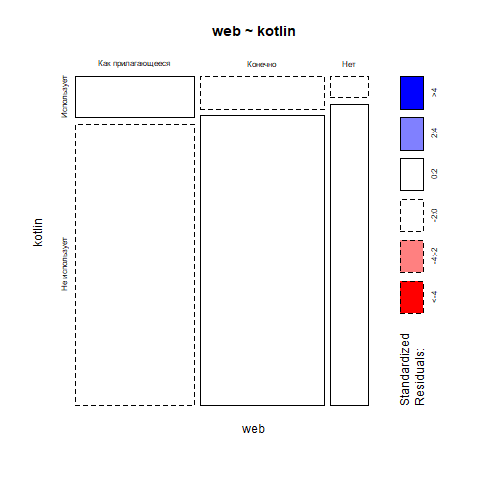 web ~ kotlin
Как прилагающееся
Конечно
Нет
Использует
Не использует
kotlin
web
>4
2:4
0:2
-2:0
-4:-2
<-4
Standardized
Residuals: